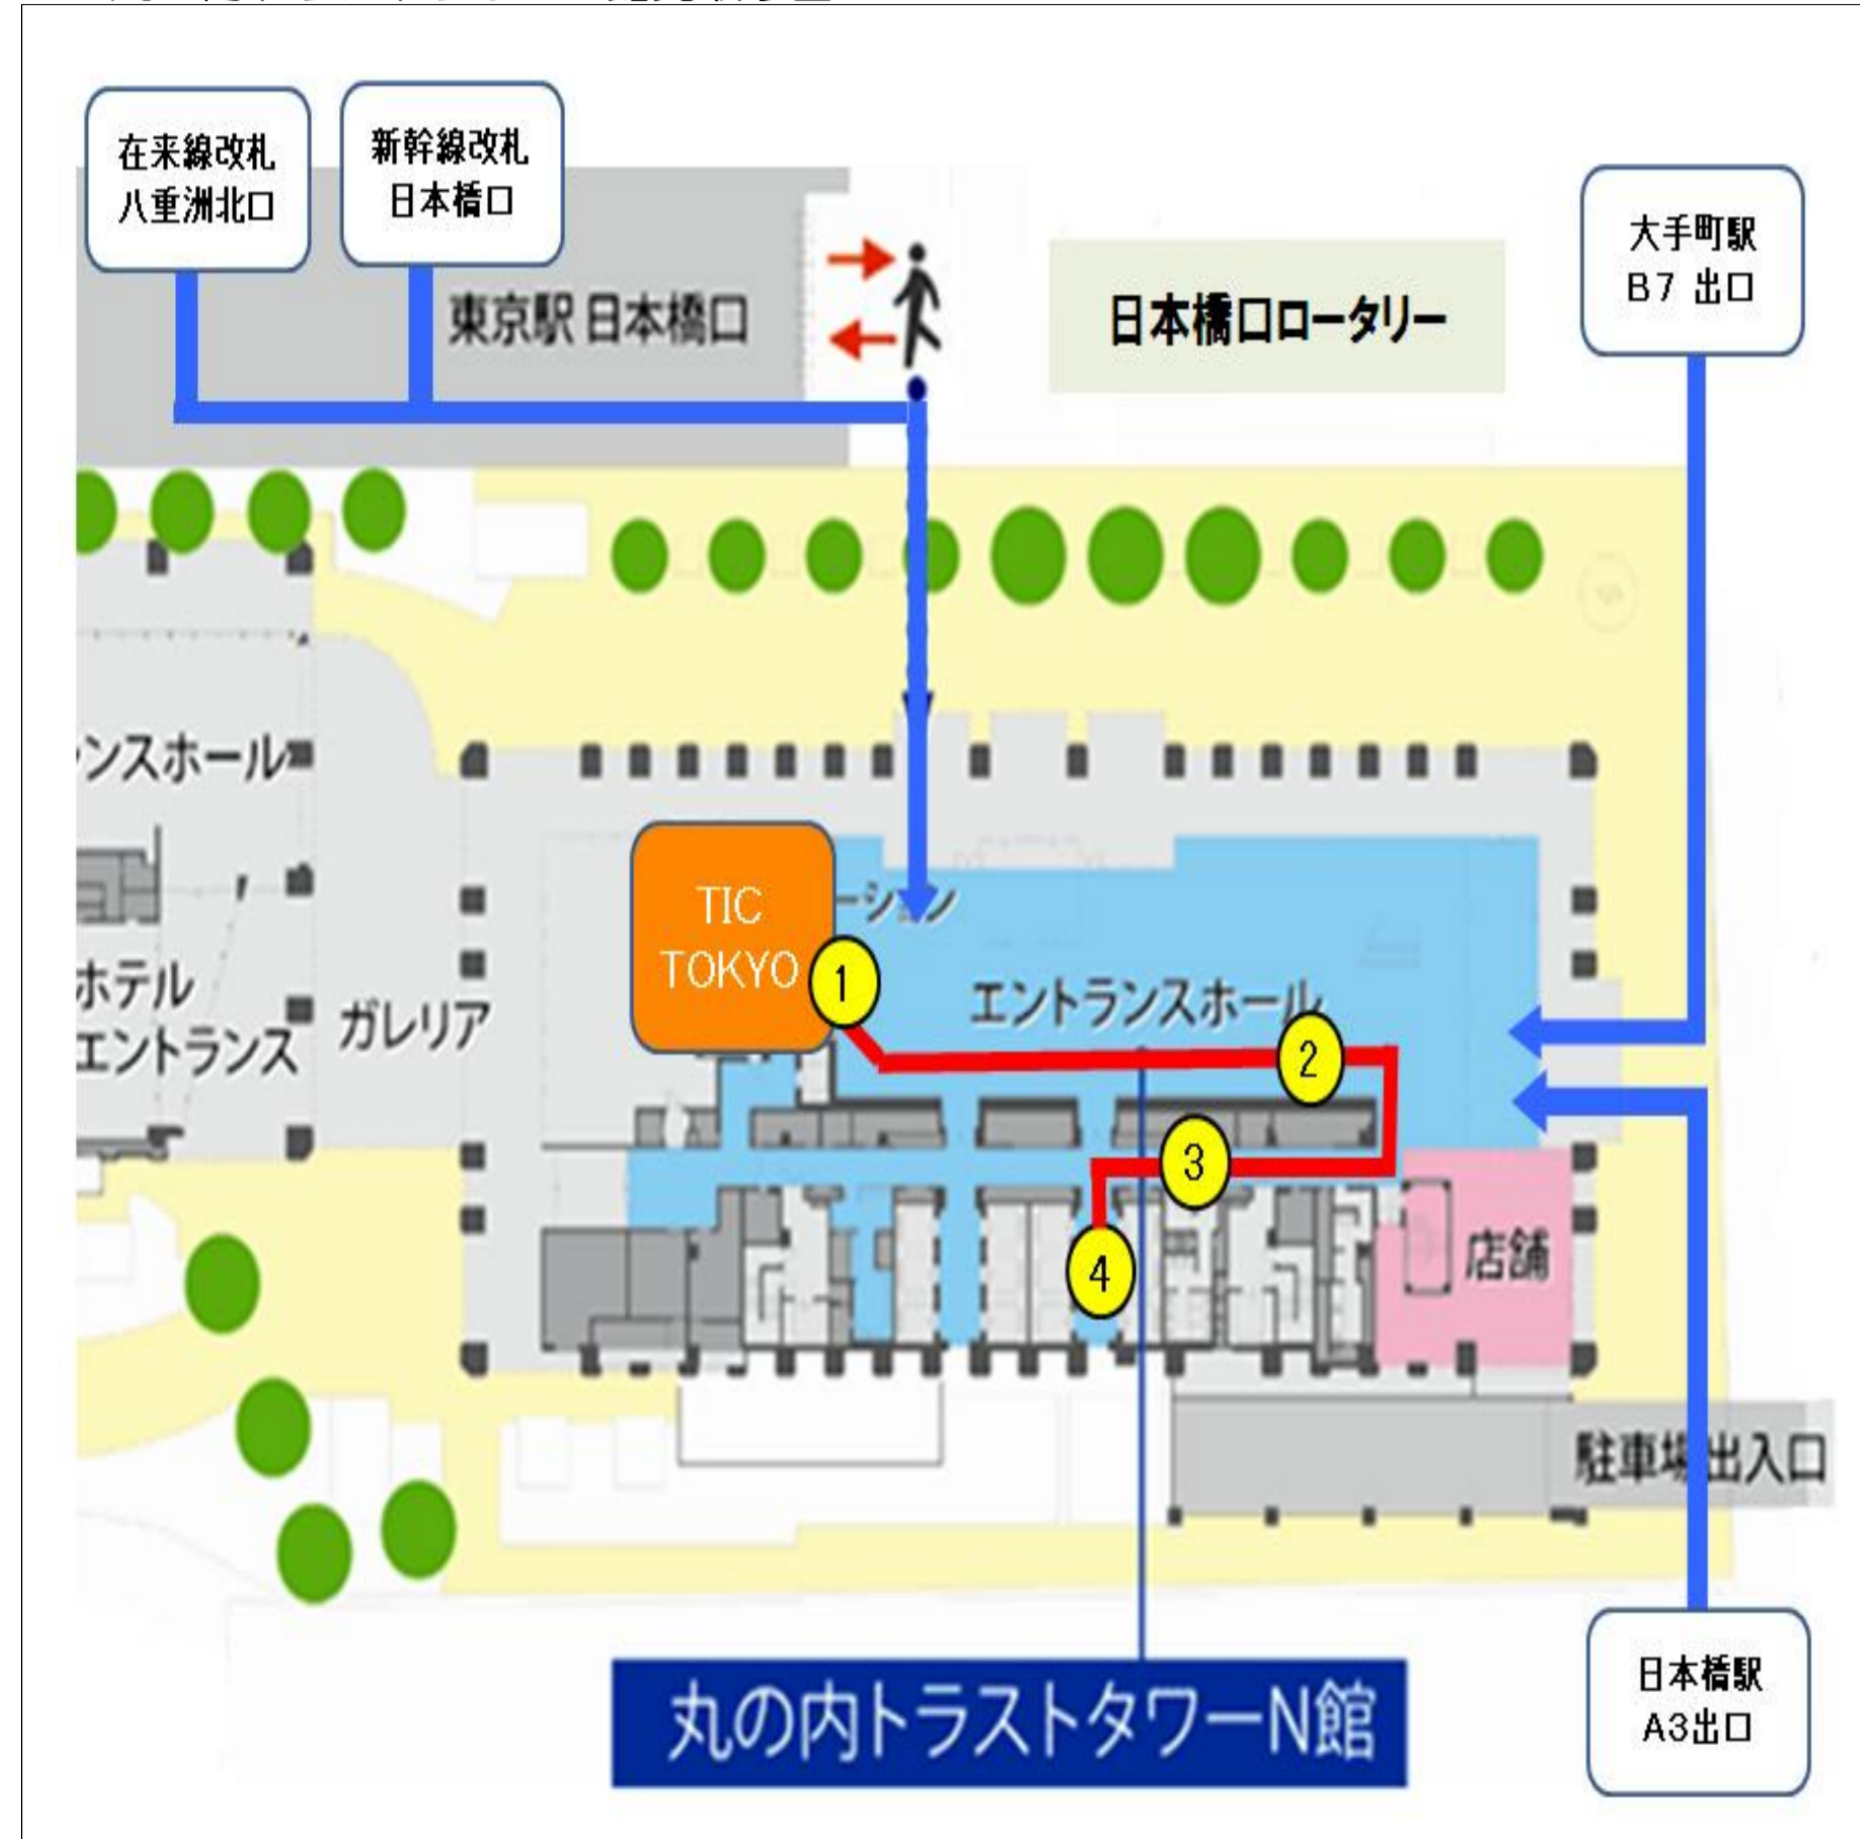 在来線改札
八重洲北口
新幹線改札
日本橋口
大手町駅
B7 出口
東京駅 日本橋口
日本橋口ロータリー
ンスホール
TIC
TOKYO
ーション
1
エントランスホール
ホテル
エントランス
ガレリア
2
3
4
店舗
駐車場出入口
丸の内トラストタワーN館
日本橋駅
A3出口